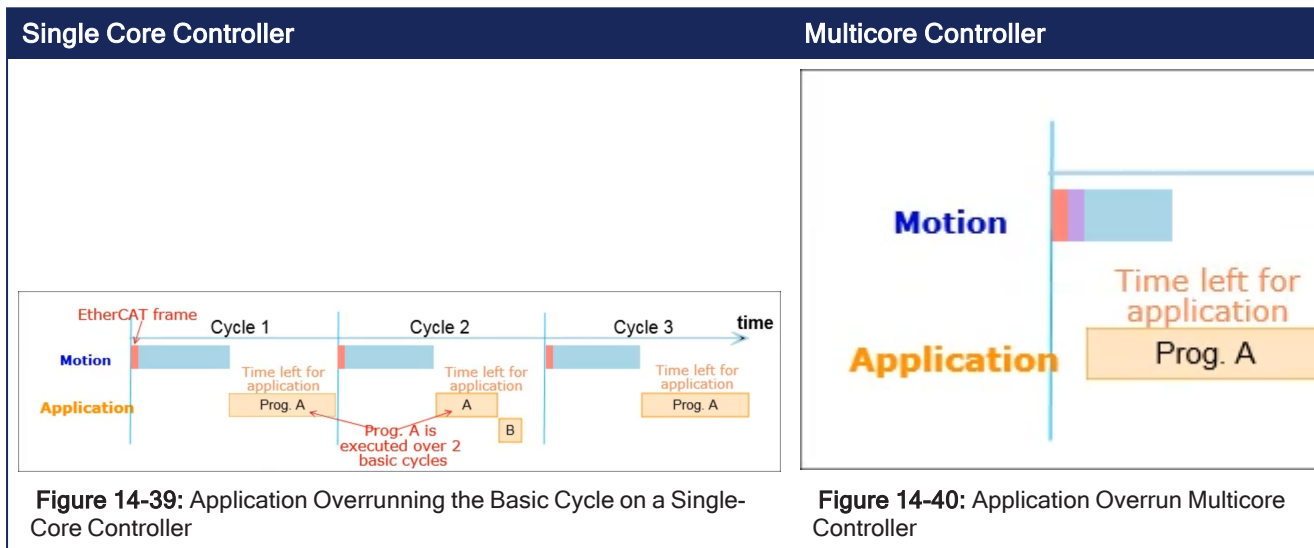 Single Core Controller
Multicore Controller
EtherCAT frame
Cycle 1
Cycle 2
Cycle 3
time
Motion
Time left for
application
Time left for
application
Time left for
application
Application
Prog. A
A
Prog. A
B
Prog. A is
executed over 2
basic cycles
Figure 14-39: Application Overrunning the Basic Cycle on a Single-
Core Controller
Motion
Time left for
application
Application
Prog. A
Figure 14-40: Application Overrun Multicore
Controller